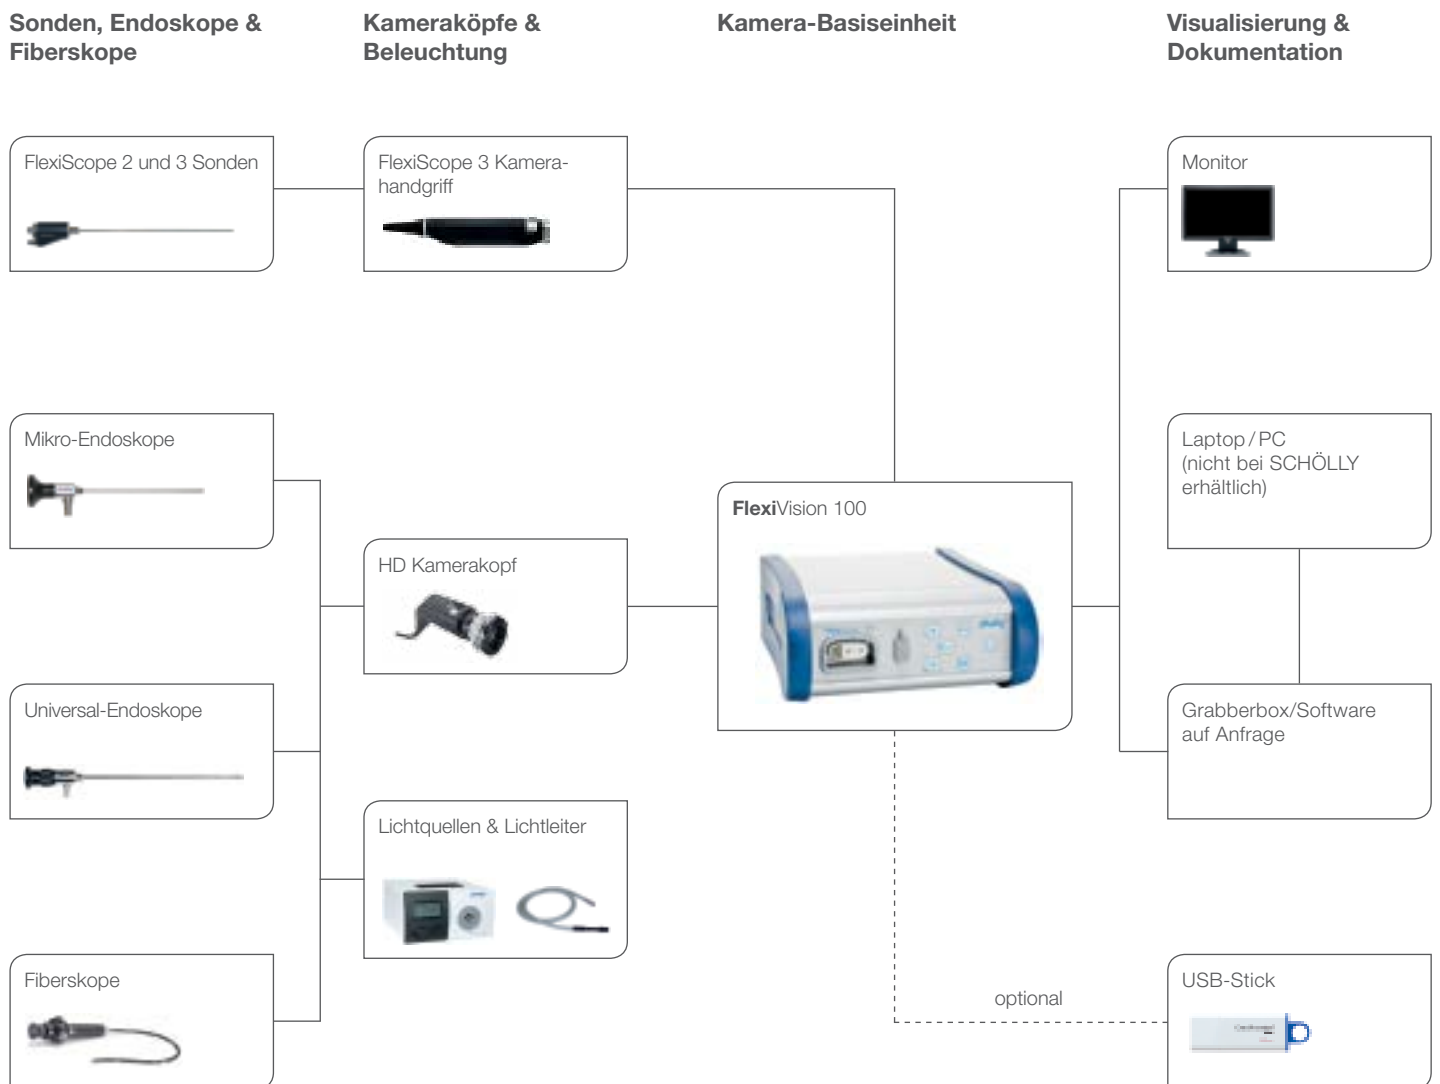 Sonden, Endoskope &
Fiberskope
Kameraköpfe &
Beleuchtung
Kamera-Basiseinheit
Visualisierung &
Dokumentation
FlexiScope 2 und 3 Sonden
FlexiScope 3 Kamera-
handgriff
Monitor
Mikro-Endoskope
Laptop / PC
(nicht bei SCHÖLLY
erhältlich)
FlexiVision 100
HD Kamerakopf
Universal-Endoskope
Grabberbox/Software
auf Anfrage
Lichtquellen & Lichtleiter
Fiberskope
optional
USB-Stick